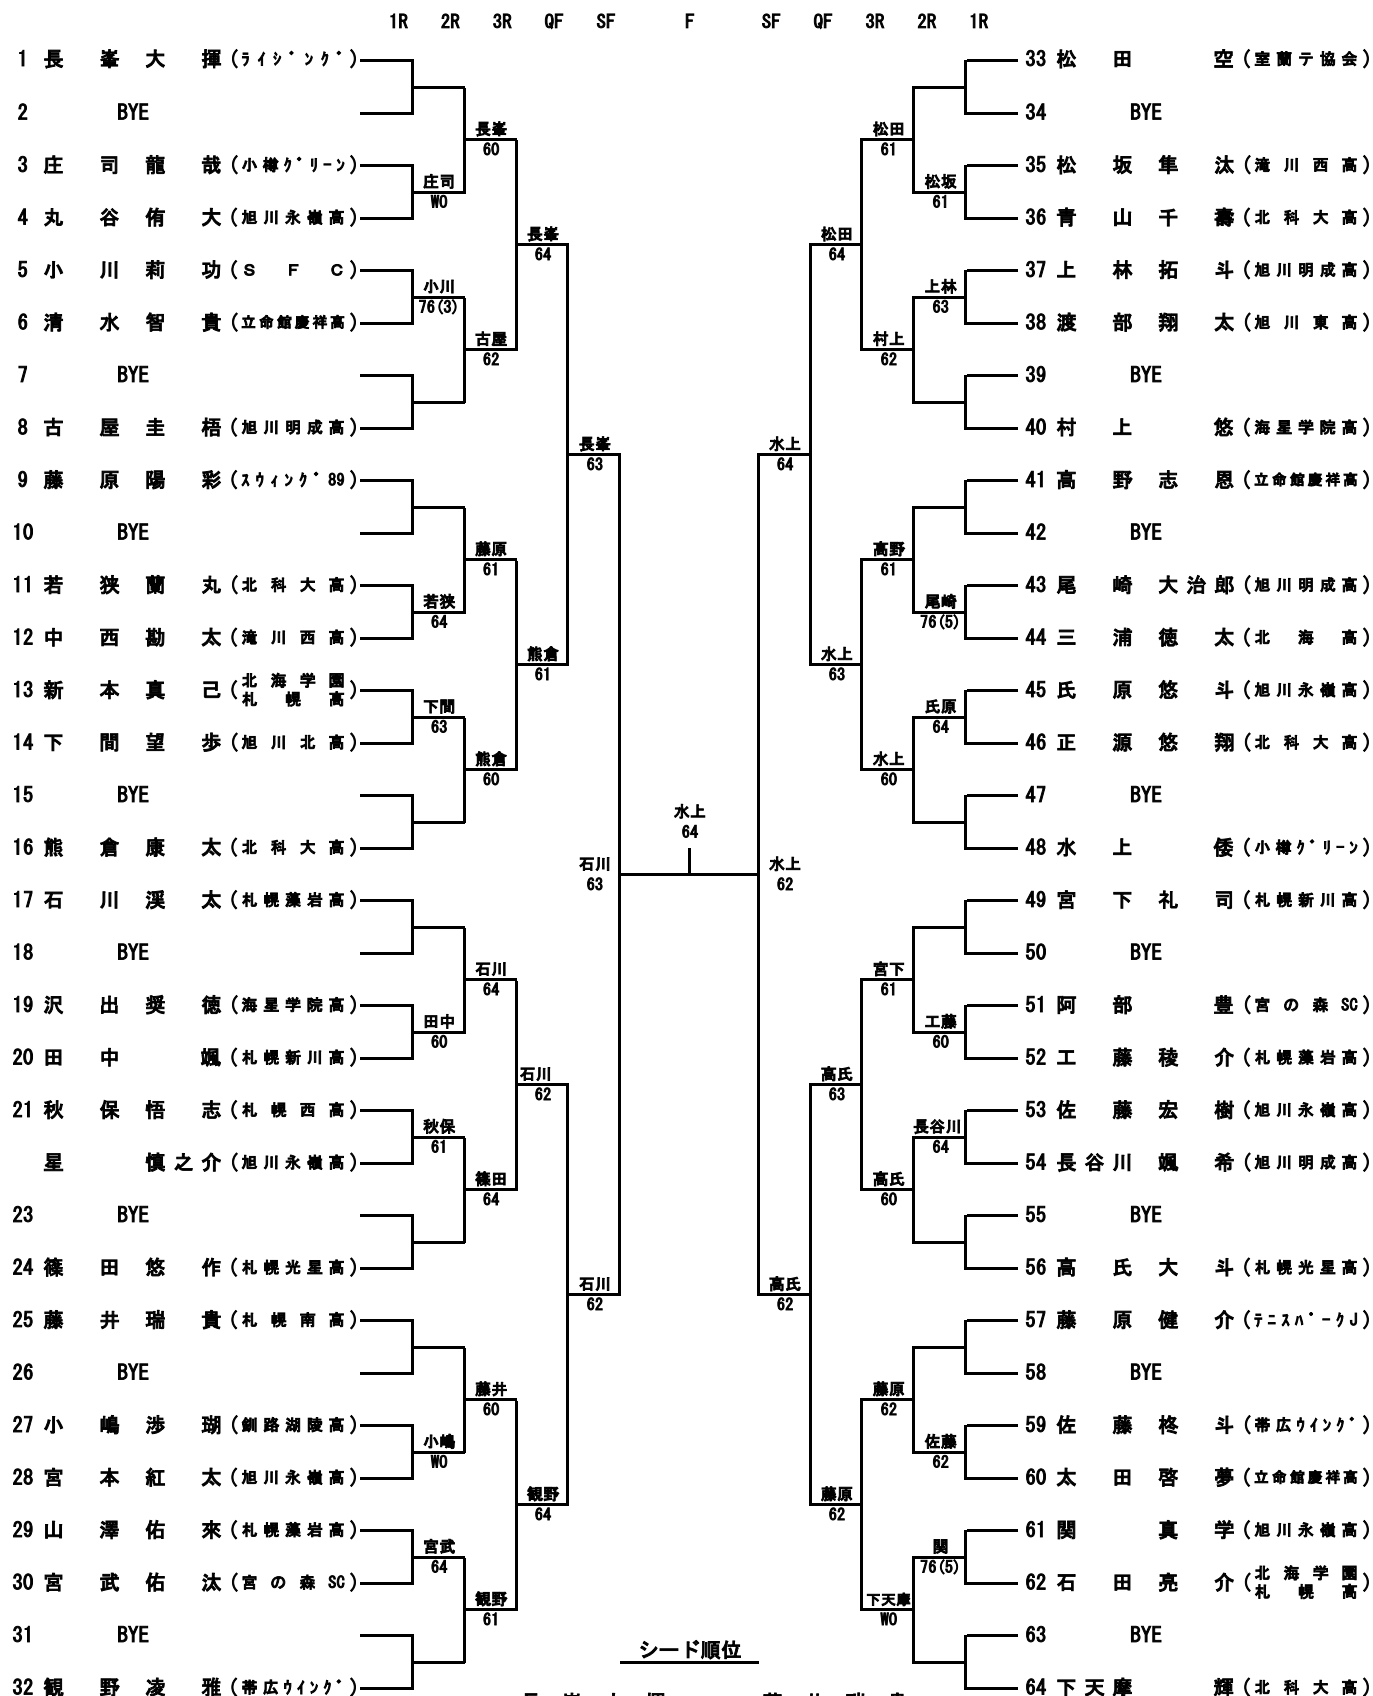 1R 2R 3R QF SF F SF QF 3R 2R 1R
1 長峯大揮 (ライジング)
2 BYE
長峯
60
3 庄司龍哉 (小樽グリーン)
庄司
WO
4 丸谷侑大 (旭川永嶺高)
長峯
64
5 小川莉功 (SFC)
小川
76(3)
6 清水智貴 (立命館慶祥高)
古屋
62
7 BYE
8 古屋圭梧 (旭川明成高)
長峯
63
9 藤原陽彩 (スウィング89)
10 BYE
藤原
61
11 若狭蘭丸 (北科大高)
若狭
64
12 中西勘太 (滝川西高)
熊倉
61
13 新本真己 (北海学園札幌高)
下間
63
14 下間望歩 (旭川北高)
熊倉
60
15 BYE
16 熊倉康太 (北科大高)
石川
63
17 石川渓太 (札幌藻岩高)
18 BYE
石川
64
19 沢出奨徳 (海星学院高)
田中
60
20 田中颯 (札幌新川高)
石川
62
21 秋保悟志 (札幌西高)
秋保
61
星慎之介 (旭川永嶺高)
篠田
64
23 BYE
24 篠田悠作 (札幌光星高)
石川
62
25 藤井瑞貴 (札幌南高)
26 BYE
藤井
60
27 小嶋渉瑚 (釧路湖陵高)
小嶋
WO
28 宮本紅太 (旭川永嶺高)
観野
64
29 山澤佑來 (札幌藻岩高)
宮武
64
30 宮武佑汰 (宮の森SC)
観野
61
31 BYE
32 観野凌雅 (帯広ウイング)
水上
64
33 松田空 (室蘭テ協会)
34 BYE
松田
61
35 松坂隼汰 (滝川西高)
松坂
61
36 青山千壽 (北科大高)
松田
64
37 上林拓斗 (旭川明成高)
上林
63
38 渡部翔太 (旭川東高)
村上
62
39 BYE
40 村上悠 (海星学院高)
水上
64
41 高野志恩 (立命館慶祥高)
42 BYE
高野
61
43 尾崎大治郎 (旭川明成高)
尾崎
76(5)
44 三浦徳太 (北海高)
水上
63
45 氏原悠斗 (旭川永嶺高)
氏原
64
46 正源悠翔 (北科大高)
水上
60
47 BYE
48 水上倭 (小樽グリーン)
水上
62
49 宮下礼司 (札幌新川高)
50 BYE
宮下
61
51 阿部豊 (宮の森SC)
工藤
60
52 工藤稜介 (札幌藻岩高)
高氏
63
53 佐藤宏樹 (旭川永嶺高)
長谷川
64
54 長谷川颯希 (旭川明成高)
高氏
60
55 BYE
56 高氏大斗 (札幌光星高)
高氏
62
57 藤原健介 (テニスパークJ)
58 BYE
藤原
62
59 佐藤柊斗 (帯広ウイング)
佐藤
62
60 太田啓夢 (立命館慶祥高)
藤原
62
61 関真学 (旭川永嶺高)
関
76(5)
62 石田亮介 (北海学園札幌高)
下天摩
WO
63 BYE
64 下天摩輝 (北科大高)
シード順位